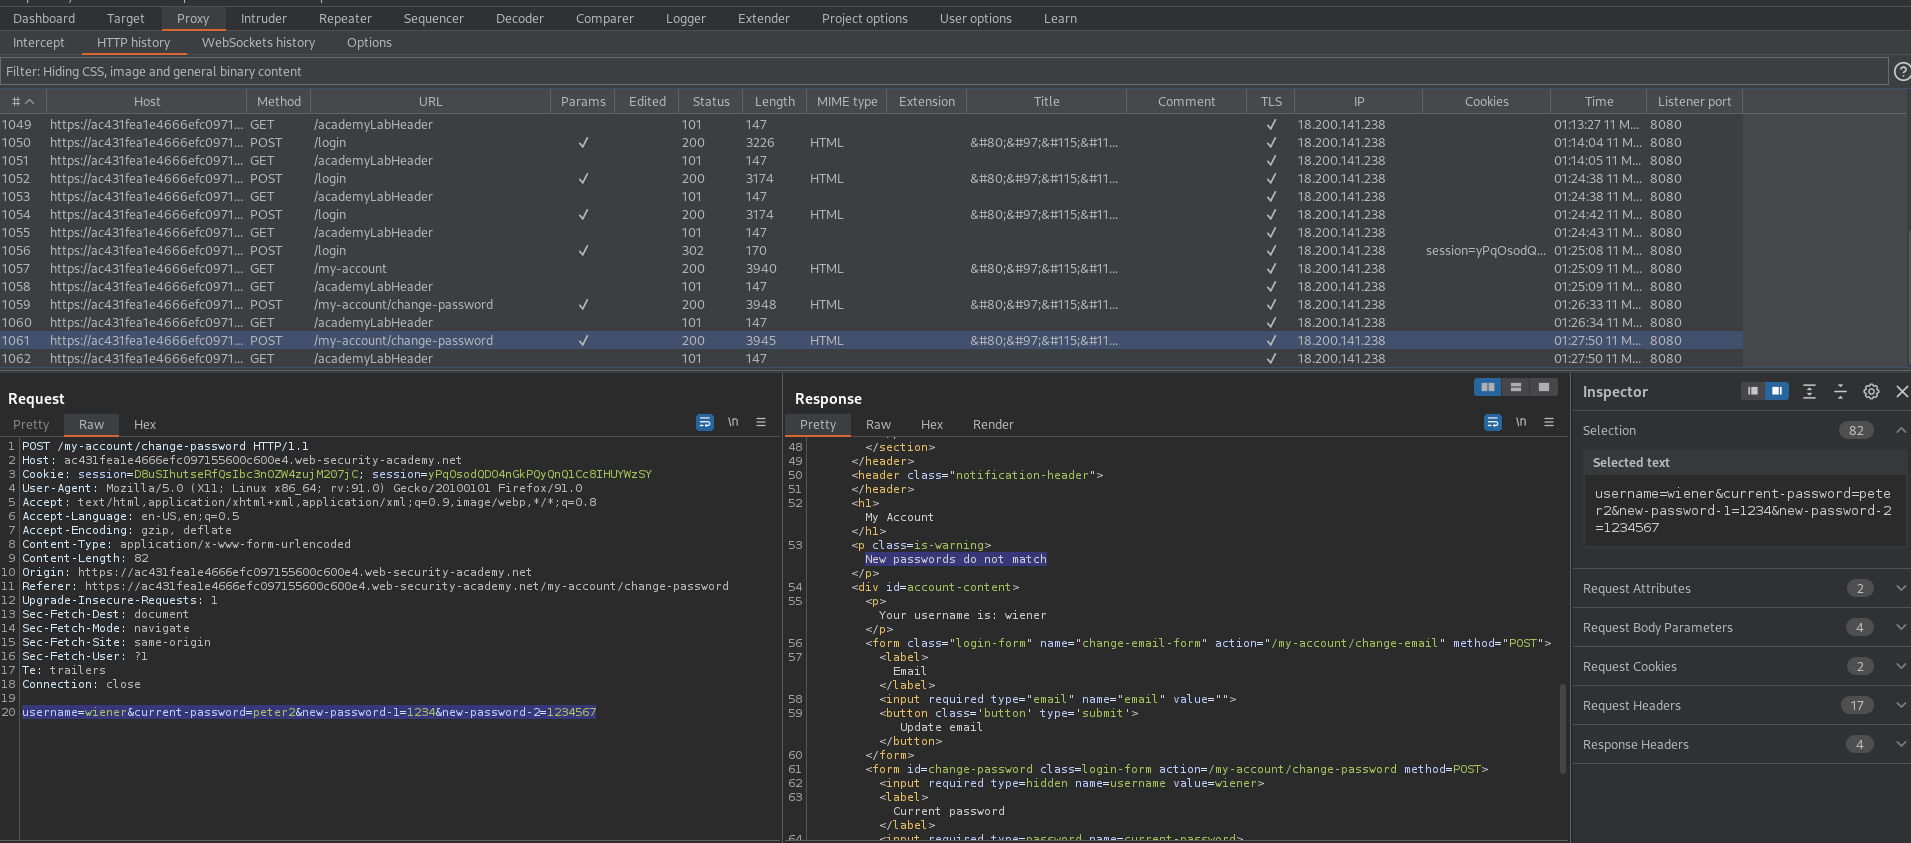 Dashboard Target Proxy Intruder Repeater Sequencer Decoder Comparer Logger Extender Project options User options Learn
Intercept HTTP history WebSockets history Options
Filter: Hiding CSS, image and general binary content
# Host Method URL Params Edited Status Length MIME type Extension Title Comment TLS IP Cookies Time Listener port
1049 https://ac431fea1e4666efc0971... GET /academyLabHeader 101 147 ✓ 18.200.141.238 01:13:27 11 M... 8080
1050 https://ac431fea1e4666efc0971... POST /login ✓ 200 3226 HTML &#80;&#97;&#115;&#11... ✓ 18.200.141.238 01:14:04 11 M... 8080
1051 https://ac431fea1e4666efc0971... GET /academyLabHeader 101 147 ✓ 18.200.141.238 01:14:05 11 M... 8080
1052 https://ac431fea1e4666efc0971... POST /login ✓ 200 3174 HTML &#80;&#97;&#115;&#11... ✓ 18.200.141.238 01:24:38 11 M... 8080
1053 https://ac431fea1e4666efc0971... GET /academyLabHeader 101 147 ✓ 18.200.141.238 01:24:38 11 M... 8080
1054 https://ac431fea1e4666efc0971... POST /login ✓ 200 3174 HTML &#80;&#97;&#115;&#11... ✓ 18.200.141.238 01:24:42 11 M... 8080
1055 https://ac431fea1e4666efc0971... GET /academyLabHeader 101 147 ✓ 18.200.141.238 01:24:43 11 M... 8080
1056 https://ac431fea1e4666efc0971... POST /login ✓ 302 170 ✓ 18.200.141.238 session=yPqOsodQ... 01:25:08 11 M... 8080
1057 https://ac431fea1e4666efc0971... GET /my-account 200 3940 HTML &#80;&#97;&#115;&#11... ✓ 18.200.141.238 01:25:09 11 M... 8080
1058 https://ac431fea1e4666efc0971... GET /academyLabHeader 101 147 ✓ 18.200.141.238 01:25:09 11 M... 8080
1059 https://ac431fea1e4666efc0971... POST /my-account/change-password ✓ 200 3948 HTML &#80;&#97;&#115;&#11... ✓ 18.200.141.238 01:26:33 11 M... 8080
1060 https://ac431fea1e4666efc0971... GET /academyLabHeader 101 147 ✓ 18.200.141.238 01:26:34 11 M... 8080
1061 https://ac431fea1e4666efc0971... POST /my-account/change-password ✓ 200 3945 HTML &#80;&#97;&#115;&#11... ✓ 18.200.141.238 01:27:50 11 M... 8080
1062 https://ac431fea1e4666efc0971... GET /academyLabHeader 101 147 ✓ 18.200.141.238 01:27:50 11 M... 8080
Request
Pretty Raw Hex \n
1 POST /my-account/change-password HTTP/1.1
2 Host: ac431fea1e4666efc097155600c600e4.web-security-academy.net
3 Cookie: session=D8uSIhutseRfQsIbc3nOZW4zujM207jC; session=yPqOsodQDO4nGkPQyQnQlCc8IHUYWzSY
4 User-Agent: Mozilla/5.0 (X11; Linux x86_64; rv:91.0) Gecko/20100101 Firefox/91.0
5 Accept: text/html,application/xhtml+xml,application/xml;q=0.9,image/webp,*/*;q=0.8
6 Accept-Language: en-US,en;q=0.5
7 Accept-Encoding: gzip, deflate
8 Content-Type: application/x-www-form-urlencoded
9 Content-Length: 82
10 Origin: https://ac431fea1e4666efc097155600c600e4.web-security-academy.net
11 Referer: https://ac431fea1e4666efc097155600c600e4.web-security-academy.net/my-account/change-password
12 Upgrade-Insecure-Requests: 1
13 Sec-Fetch-Dest: document
14 Sec-Fetch-Mode: navigate
15 Sec-Fetch-Site: same-origin
16 Sec-Fetch-User: ?1
17 Te: trailers
18 Connection: close
19
20 username=wiener&current-password=peter2&new-password-1=1234&new-password-2=1234567
Response
Pretty Raw Hex Render \n
48 </section>
49 </header>
50 <header class="notification-header">
51 </header>
52 <h1>
My Account
</h1>
53 <p class=is-warning>
New passwords do not match
</p>
54 <div id=account-content>
55 <p>
Your username is: wiener
</p>
56 <form class="login-form" name="change-email-form" action="/my-account/change-email" method="POST">
57 <label>
Email
</label>
58 <input required type="email" name="email" value="">
59 <button class='button' type='submit'>
Update email
</button>
60 </form>
61 <form id=change-password class=login-form action=/my-account/change-password method=POST>
62 <input required type=hidden name=username value=wiener>
63 <label>
Current password
</label>
64 <input required type=password name=current-password>
Inspector
Selection 82
Selected text
username=wiener&current-password=pete
r2&new-password-1=1234&new-password-2
=1234567
Request Attributes 2
Request Body Parameters 4
Request Cookies 2
Request Headers 17
Response Headers 4